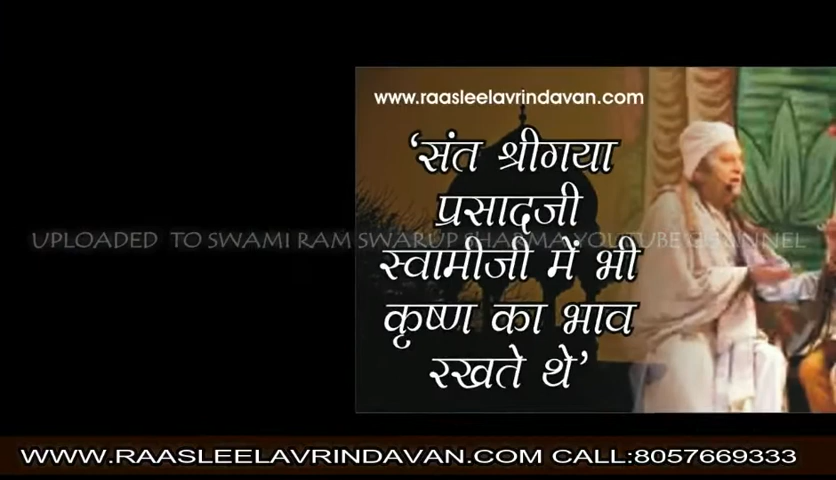 www.raasleelavrindavan.com
‘संत श्रीगया
प्रसादजी
UPLOADED TO SWAMI RAM SWARUP SHARMA YOUTUBE CHANNEL
स्वामीजी में भी
कृष्ण का भाव
रखते थे’
WWW.RAASLEELAVRINDAVAN.COM CALL:8057669333